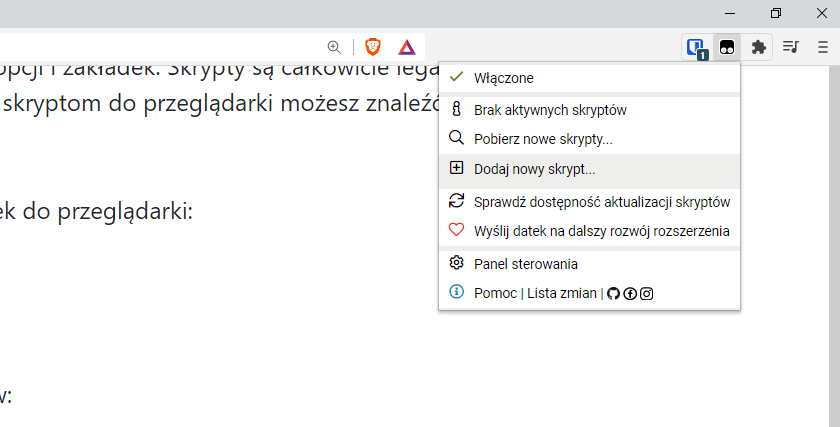 1
opcji i zakładek. Skrypty są całkowicie lega
skryptom do przeglądarki możesz znaleźć
ek do przeglądarki:
w:
Włączone
Brak aktywnych skryptów
Pobierz nowe skrypty...
Dodaj nowy skrypt...
Sprawdź dostępność aktualizacji skryptów
Wyślij datek na dalszy rozwój rozszerzenia
Panel sterowania
Pomoc | Lista zmian |